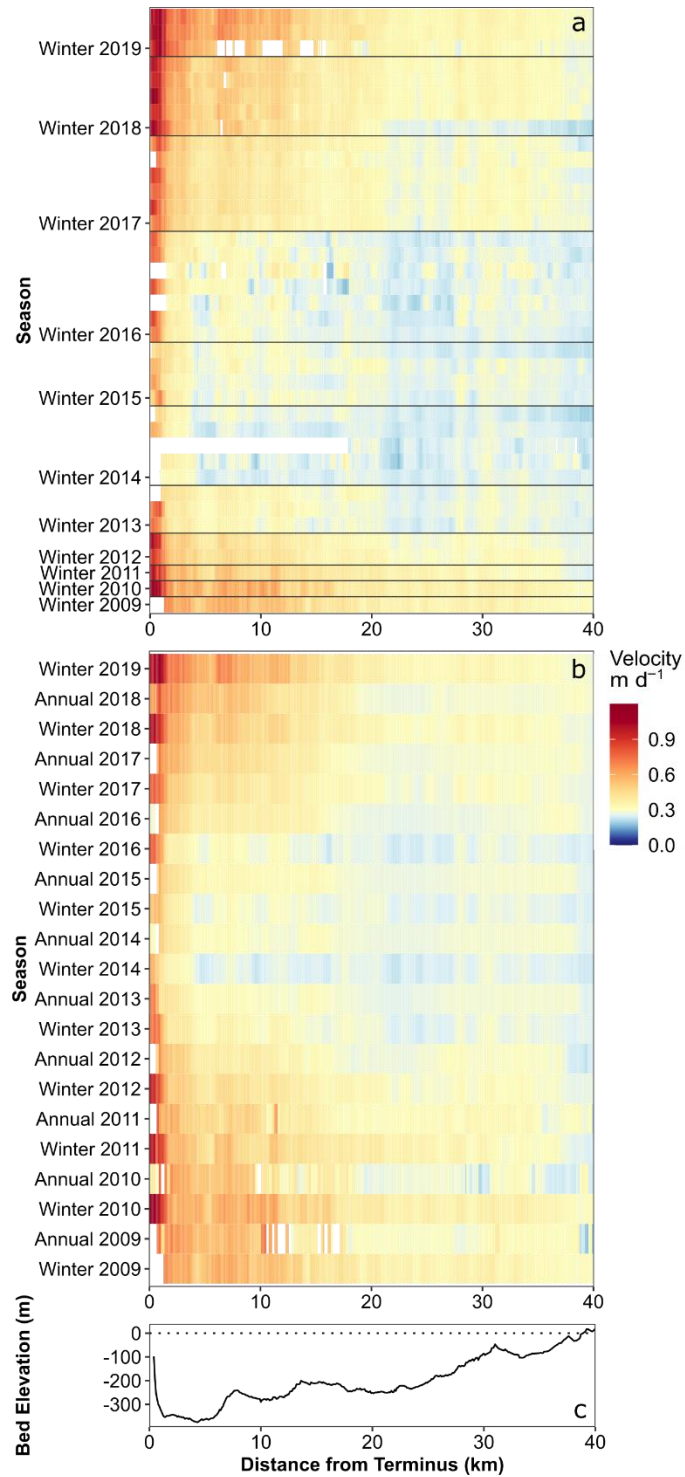 a
Winter 2019
Winter 2018
Winter 2017
Winter 2016
Winter 2015
Winter 2014
Winter 2013
Winter 2012
Winter 2011
Winter 2010
Winter 2009
Season
0 10 20 30 40
b
Winter 2019
Annual 2018
Winter 2018
Annual 2017
Winter 2017
Annual 2016
Winter 2016
Annual 2015
Winter 2015
Annual 2014
Winter 2014
Annual 2013
Winter 2013
Annual 2012
Winter 2012
Annual 2011
Winter 2011
Annual 2010
Winter 2010
Annual 2009
Winter 2009
Season
0 10 20 30 40
Velocity
m d⁻¹
0.9
0.6
0.3
0.0
Bed Elevation (m)
0
-100
-200
-300
c
0 10 20 30 40
Distance from Terminus (km)